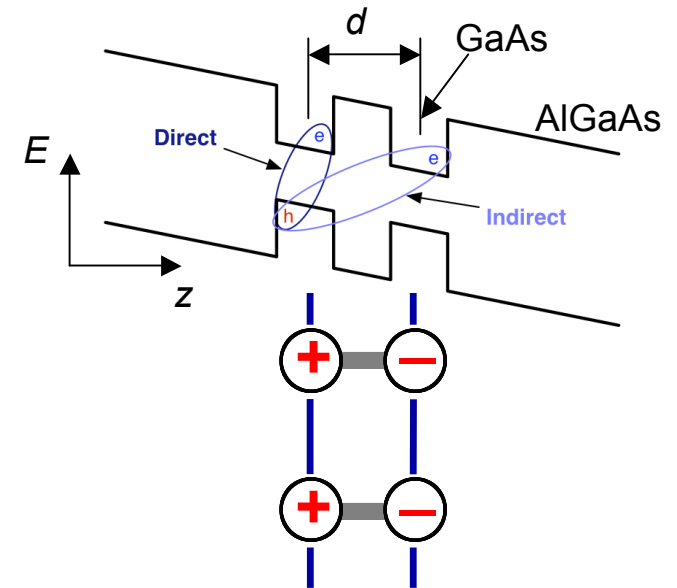 d
GaAs
AlGaAs
Direct
e
e
E
h
Indirect
z
+ −
+ −